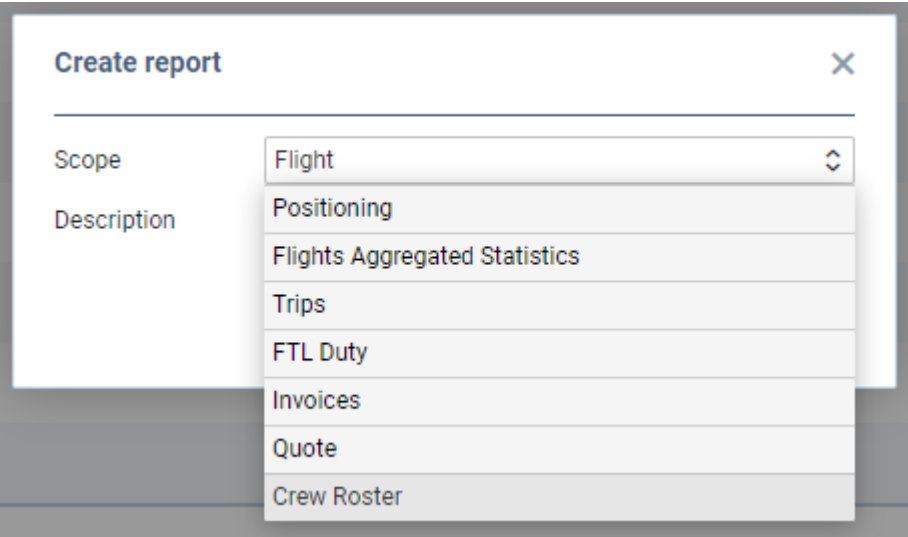 Create report
Scope
Flight
Description
Positioning
Flights Aggregated Statistics
Trips
FTL Duty
Invoices
Quote
Crew Roster